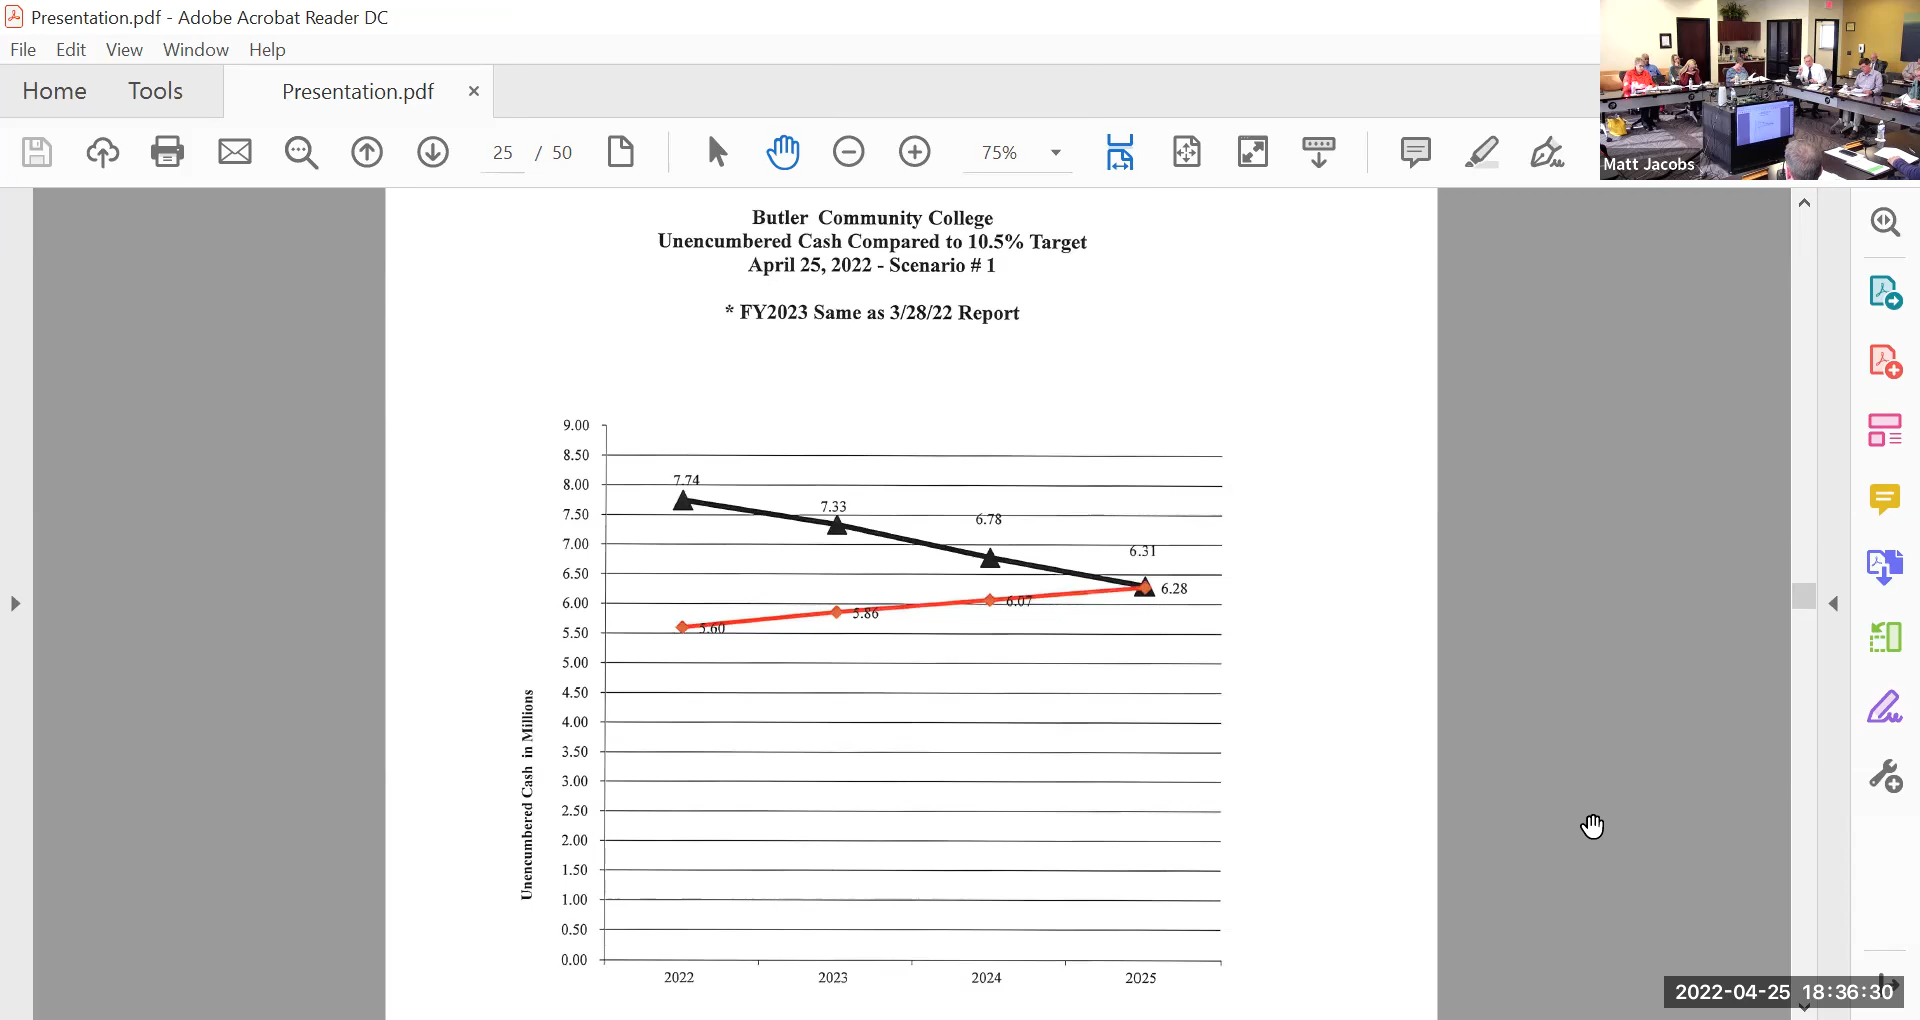 Presentation.pdf - Adobe Acrobat Reader DC
File Edit View Window Help
Home Tools Presentation.pdf ×
25 / 50 75%
Matt Jacobs
Butler Community College
Unencumbered Cash Compared to 10.5% Target
April 25, 2022 - Scenario # 1
* FY2023 Same as 3/28/22 Report
9.00
8.50
8.00
7.50
7.00
6.50
6.00
5.50
5.00
4.50
4.00
3.50
3.00
2.50
2.00
1.50
1.00
0.50
0.00
Unencumbered Cash in Millions
7.74
7.33
6.78
6.31
5.60
5.86
6.07
6.28
2022 2023 2024 2025
2022-04-25 18:36:30